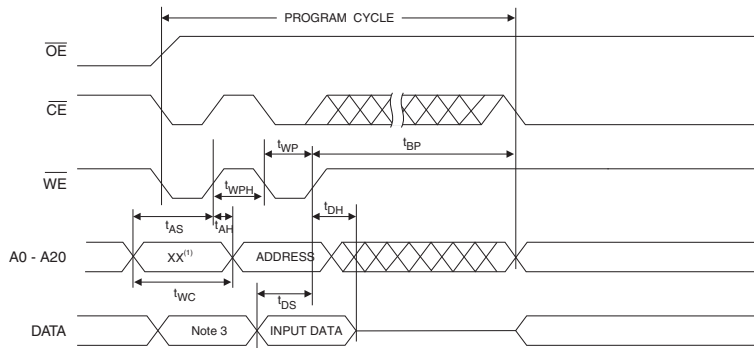 PROGRAM CYCLE
OE
CE
tWP
tBP
WE
tWPH
tDH
tAS
tAH
A0 - A20
XX(1)
ADDRESS
tWC
tDS
DATA
Note 3
INPUT DATA